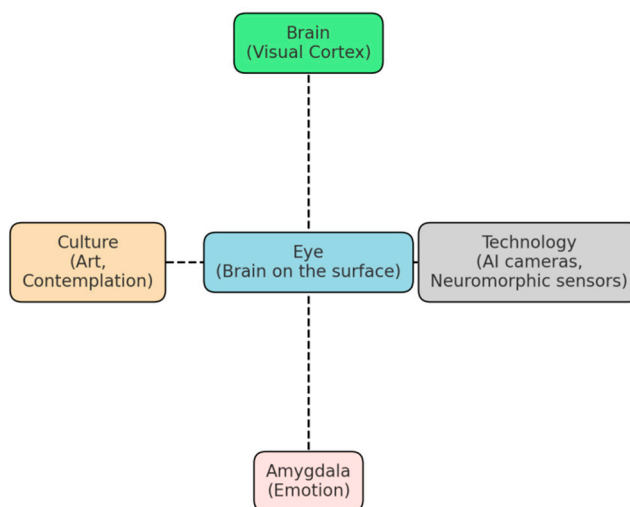 Brain
(Visual Cortex)
Culture
(Art,
Contemplation)
Eye
(Brain on the surface)
Technology
(AI cameras,
Neuromorphic sensors)
Amygdala
(Emotion)